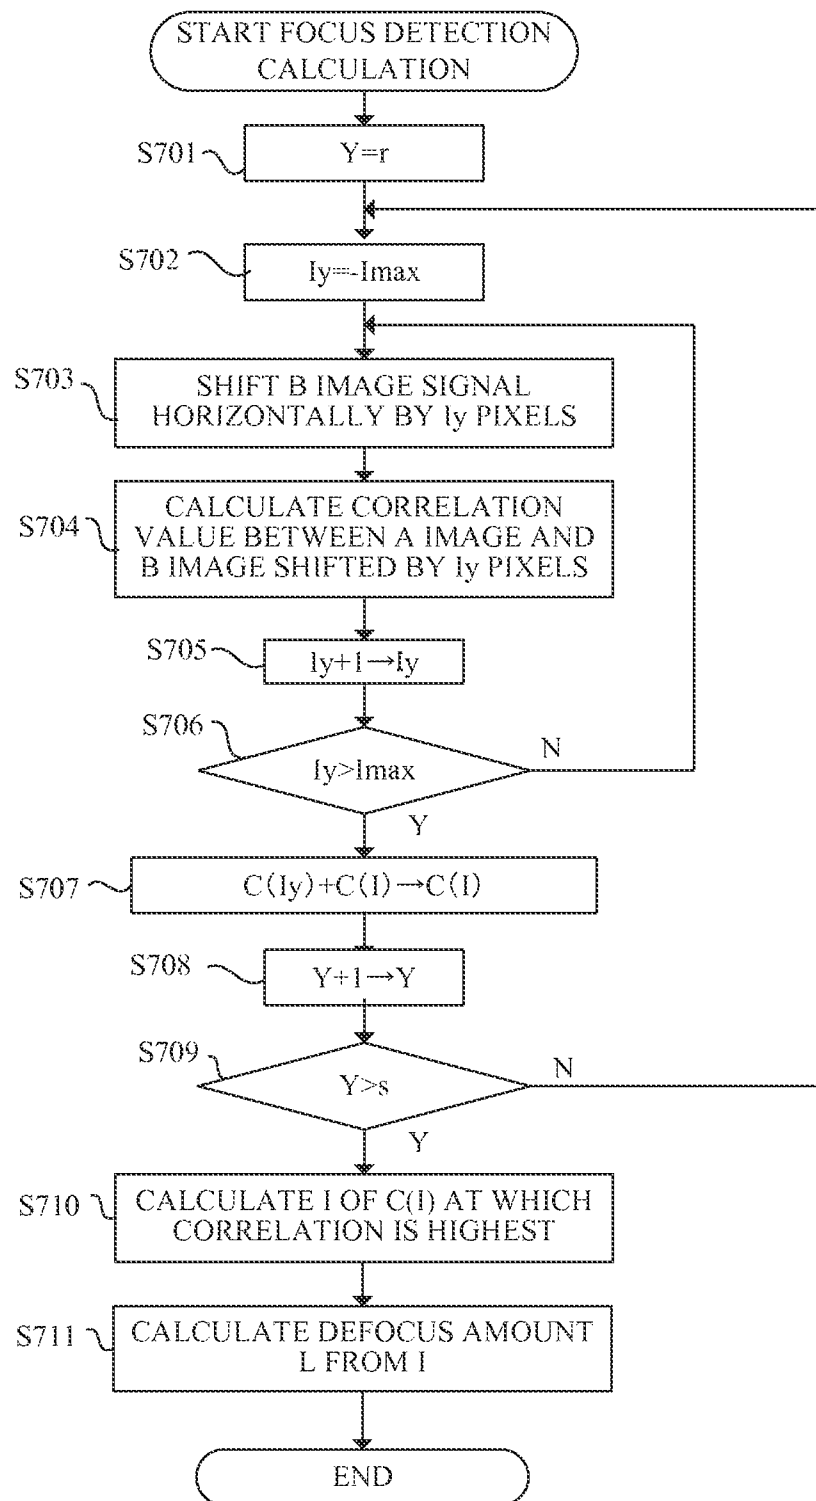 START FOCUS DETECTION
CALCULATION
S701
Y=r
S702
Iy=-Imax
S703
SHIFT B IMAGE SIGNAL
HORIZONTALLY BY Iy PIXELS
S704
CALCULATE CORRELATION
VALUE BETWEEN A IMAGE AND
B IMAGE SHIFTED BY Iy PIXELS
S705
Iy+1→Iy
S706
Iy>Imax
N
Y
S707
C(Iy)+C(I)→C(I)
S708
Y+1→Y
S709
Y>s
N
Y
S710
CALCULATE I OF C(I) AT WHICH
CORRELATION IS HIGHEST
S711
CALCULATE DEFOCUS AMOUNT
L FROM I
END